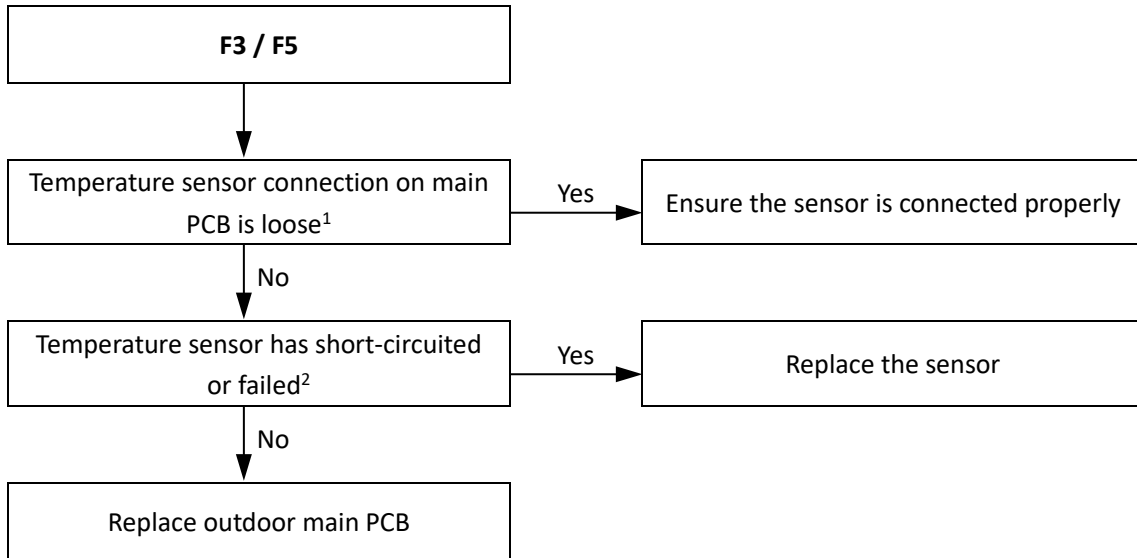 F3 / F5
Temperature sensor connection on main
PCB is loose¹
Yes
Ensure the sensor is connected properly
No
Temperature sensor has short-circuited
or failed²
Yes
Replace the sensor
No
Replace outdoor main PCB